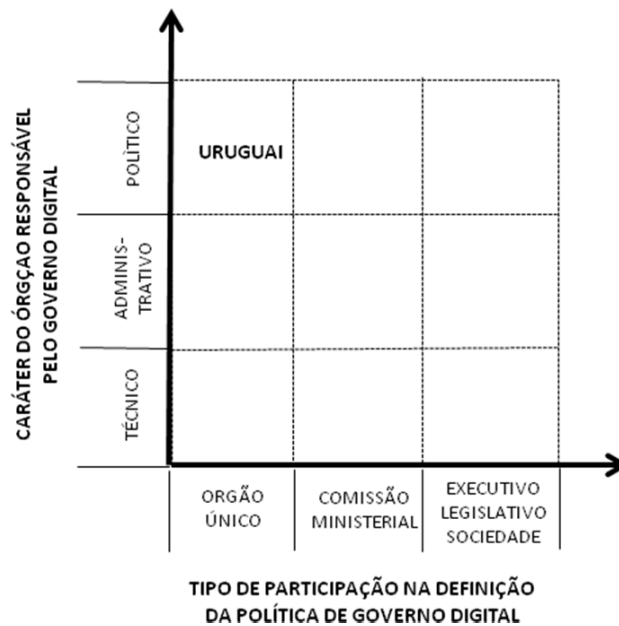 CARÁTER DO ÓRGÇAO RESPONSÁVEL
PELO GOVERNO DIGITAL
POLÌTICO
ADMINIS-
TRATIVO
TÉCNICO
URUGUAI
ORGÃO
ÚNICO
COMISSÃO
MINISTERIAL
EXECUTIVO
LEGISLATIVO
SOCIEDADE
TIPO DE PARTICIPAÇÃO NA DEFINIÇÃO
DA POLÍTICA DE GOVERNO DIGITAL